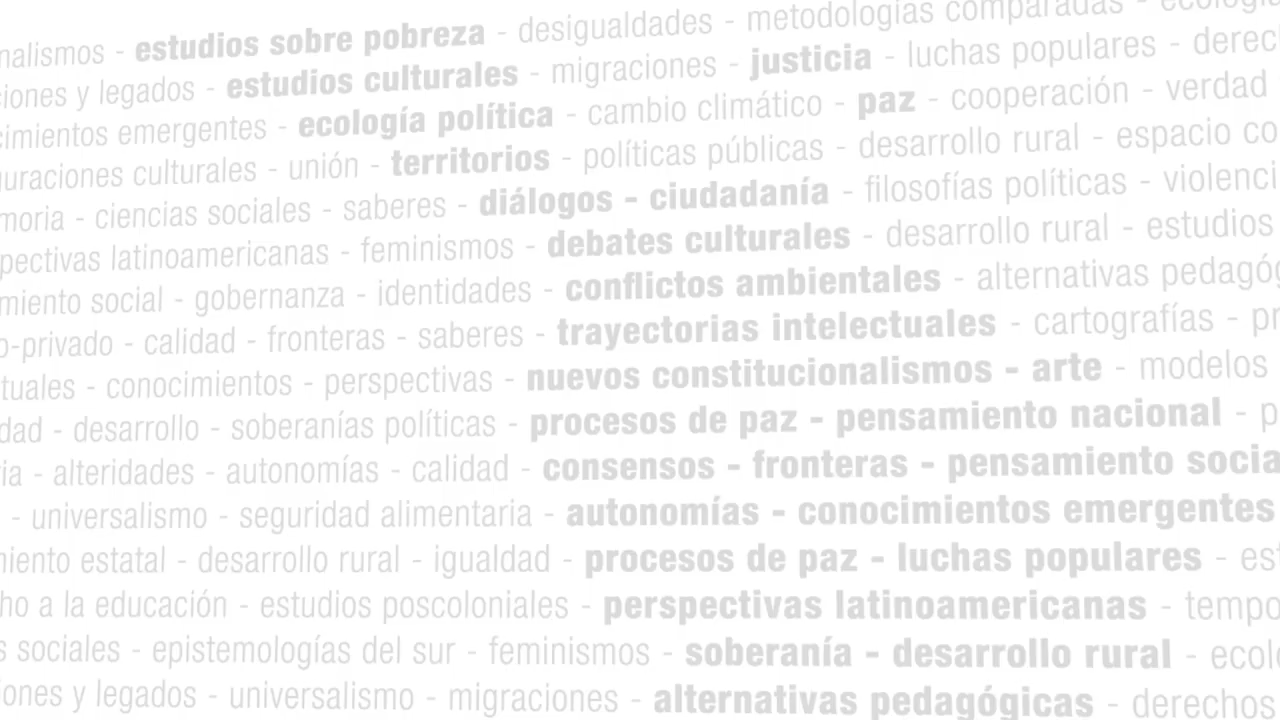 nalismos - estudios sobre pobreza - desigualdades - metodologías comparadas - ecología
ciones y legados - estudios culturales - migraciones - justicia - luchas populares - derec
cimientos emergentes - ecología política - cambio climático - paz - cooperación - verdad
uraciones culturales - unión - territorios - políticas públicas - desarrollo rural - espacio co
moria - ciencias sociales - saberes - diálogos - ciudadanía - filosofías políticas - violenci
pectivas latinoamericanas - feminismos - debates culturales - desarrollo rural - estudios
miento social - gobernanza - identidades - conflictos ambientales - alternativas pedagóg
o-privado - calidad - fronteras - saberes - trayectorias intelectuales - cartografías - pr
tuales - conocimientos - perspectivas - nuevos constitucionalismos - arte - modelos
dad - desarrollo - soberanías políticas - procesos de paz - pensamiento nacional - p
ia - alteridades - autonomías - calidad - consensos - fronteras - pensamiento socia
- universalismo - seguridad alimentaria - autonomías - conocimientos emergentes
niento estatal - desarrollo rural - igualdad - procesos de paz - luchas populares - est
ho a la educación - estudios poscoloniales - perspectivas latinoamericanas - tempo
s sociales - epistemologías del sur - feminismos - soberanía - desarrollo rural - ecol
iones y legados - universalismo - migraciones - alternativas pedagógicas - derechos